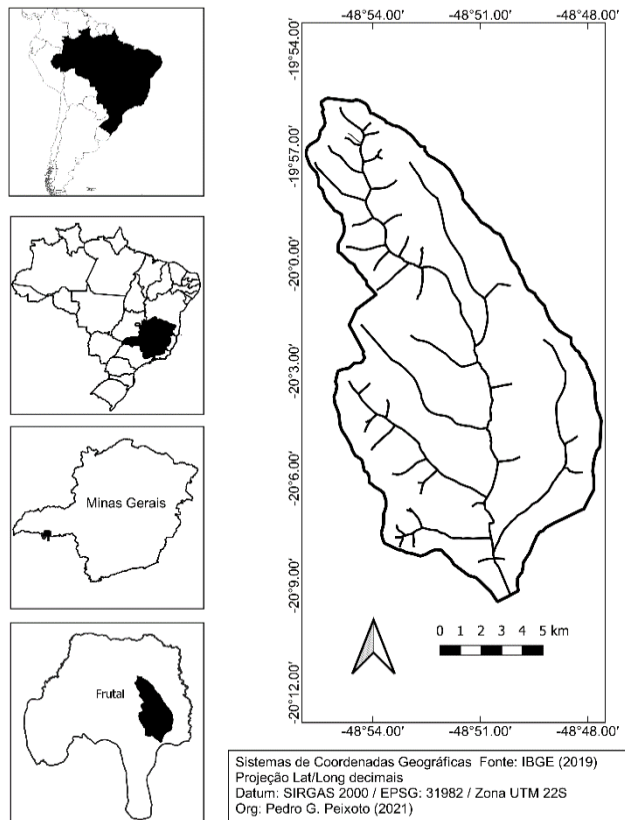 Minas Gerais
Frutal
-48°54.00' -48°51.00' -48°48.00'
-19°54.00'
-19°57.00'
-20°0.00'
-20°3.00'
-20°6.00'
-20°9.00'
-20°12.00'
0 1 2 3 4 5 km
-48°54.00' -48°51.00' -48°48.00'
Sistemas de Coordenadas Geográficas Fonte: IBGE (2019)
Projeção Lat/Long decimais
Datum: SIRGAS 2000 / EPSG: 31982 / Zona UTM 22S
Org: Pedro G. Peixoto (2021)